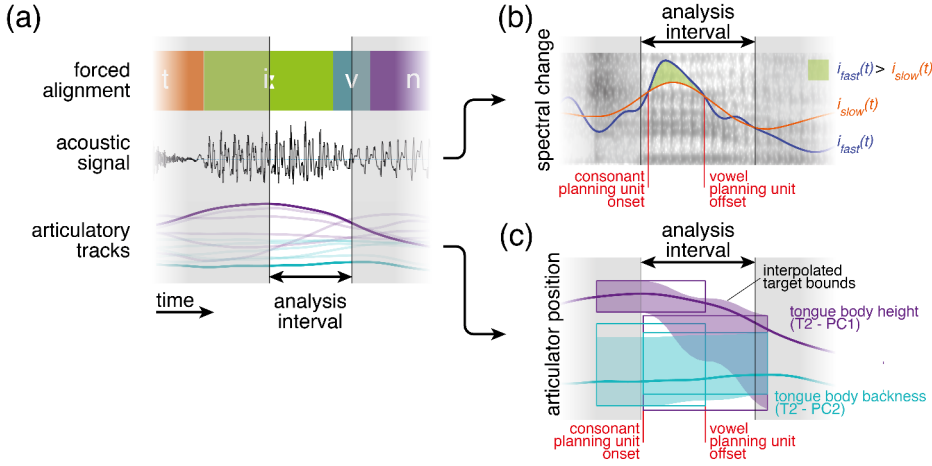 (a)
forced
alignment
t
iː
v
n
acoustic
signal
articulatory
tracks
time
analysis
interval
(b)
analysis
interval
spectral change
i_fast(t) > i_slow(t)
i_slow(t)
i_fast(t)
consonant
planning unit
onset
vowel
planning unit
offset
(c)
analysis
interval
articulator position
interpolated
target bounds
tongue body height
(T2 - PC1)
tongue body backness
(T2 - PC2)
consonant
planning unit
onset
vowel
planning unit
offset